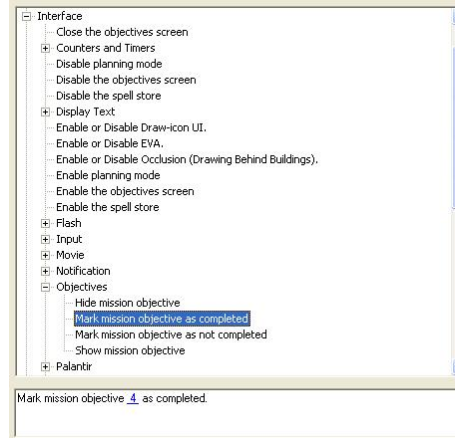 Interface
Close the objectives screen
Counters and Timers
Disable planning mode
Disable the objectives screen
Disable the spell store
Display Text
Enable or Disable Draw-icon UI.
Enable or Disable EVA.
Enable or Disable Occlusion (Drawing Behind Buildings).
Enable planning mode
Enable the objectives screen
Enable the spell store
Flash
Input
Movie
Notification
Objectives
Hide mission objective
Mark mission objective as completed
Mark mission objective as not completed
Show mission objective
Palantir
Mark mission objective 4 as completed.